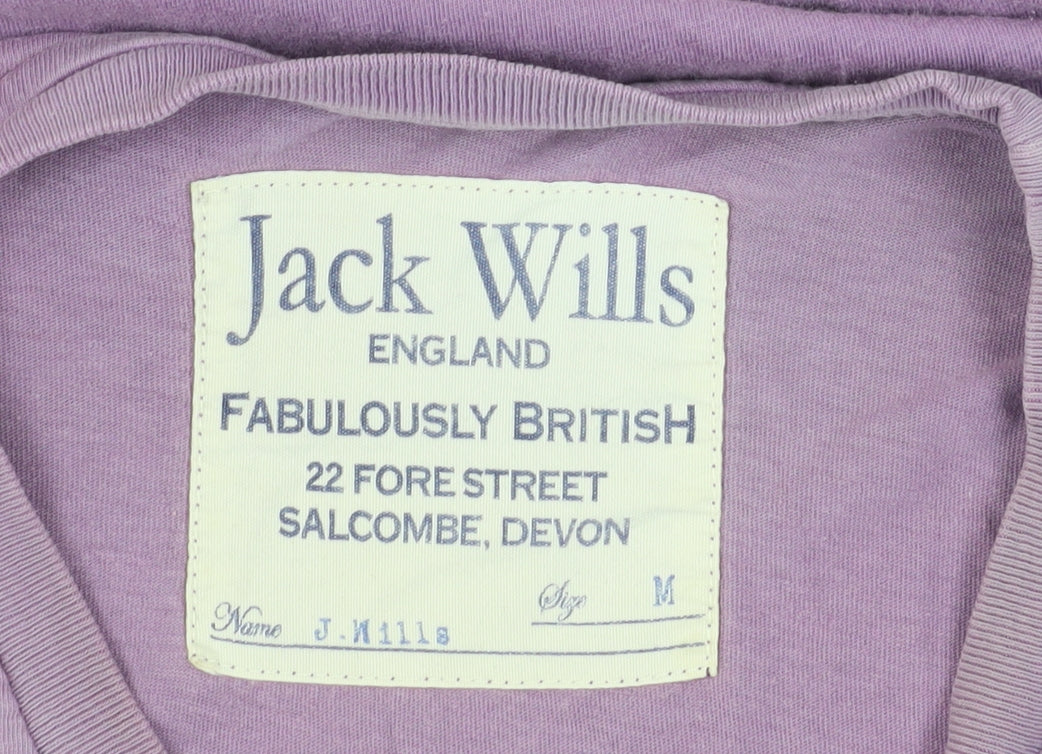 Jack Wills
ENGLAND
FABULOUSLY BRITISH
22 FORE STREET
SALCOMBE, DEVON
Size M
Name J.Wills